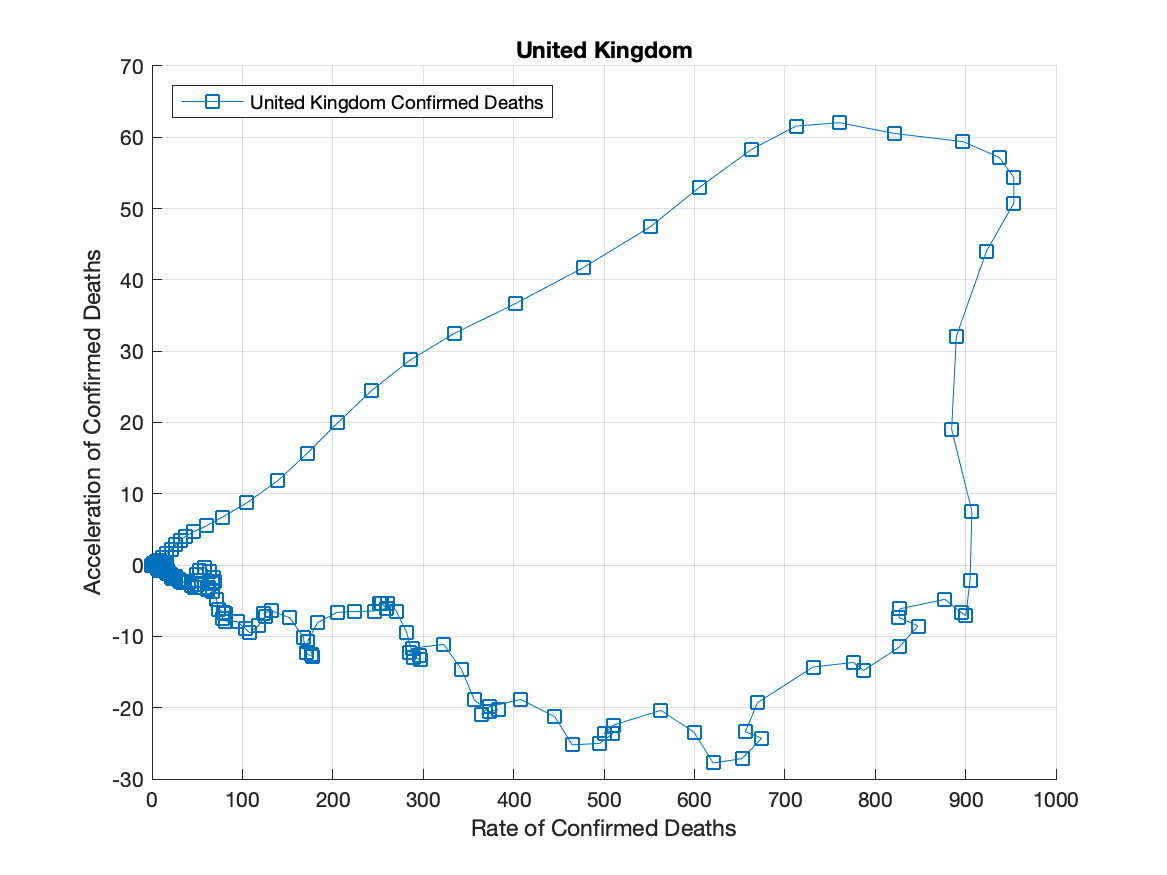 United Kingdom
United Kingdom Confirmed Deaths
Acceleration of Confirmed Deaths
70
60
50
40
30
20
10
0
-10
-20
-30
0 100 200 300 400 500 600 700 800 900 1000
Rate of Confirmed Deaths